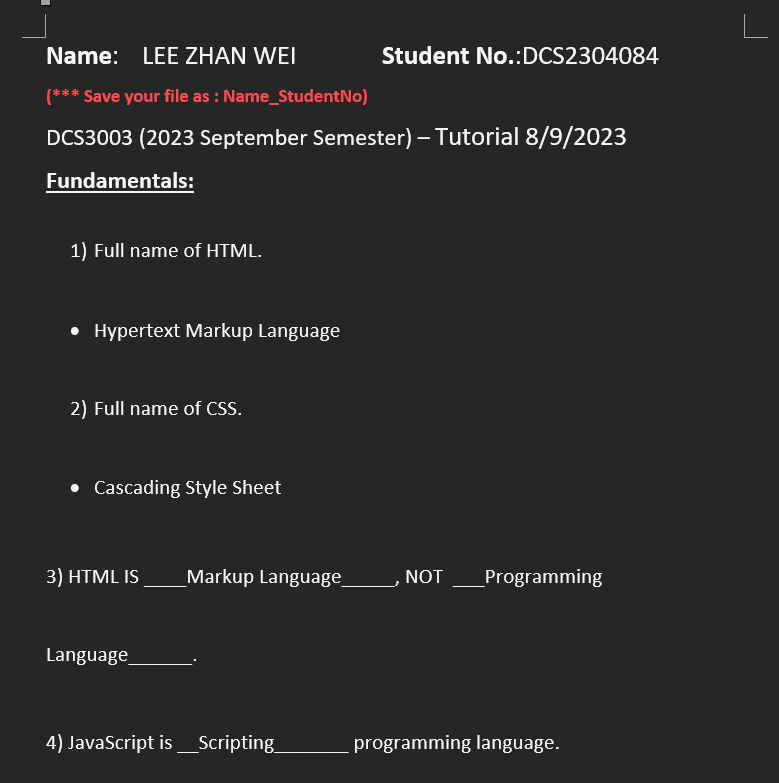 Name: LEE ZHAN WEI Student No.:DCS2304084
(*** Save your file as : Name_StudentNo)
DCS3003 (2023 September Semester) – Tutorial 8/9/2023
Fundamentals:
1) Full name of HTML.
• Hypertext Markup Language
2) Full name of CSS.
• Cascading Style Sheet
3) HTML IS ____Markup Language_____, NOT ___Programming
Language______.
4) JavaScript is __Scripting_______ programming language.